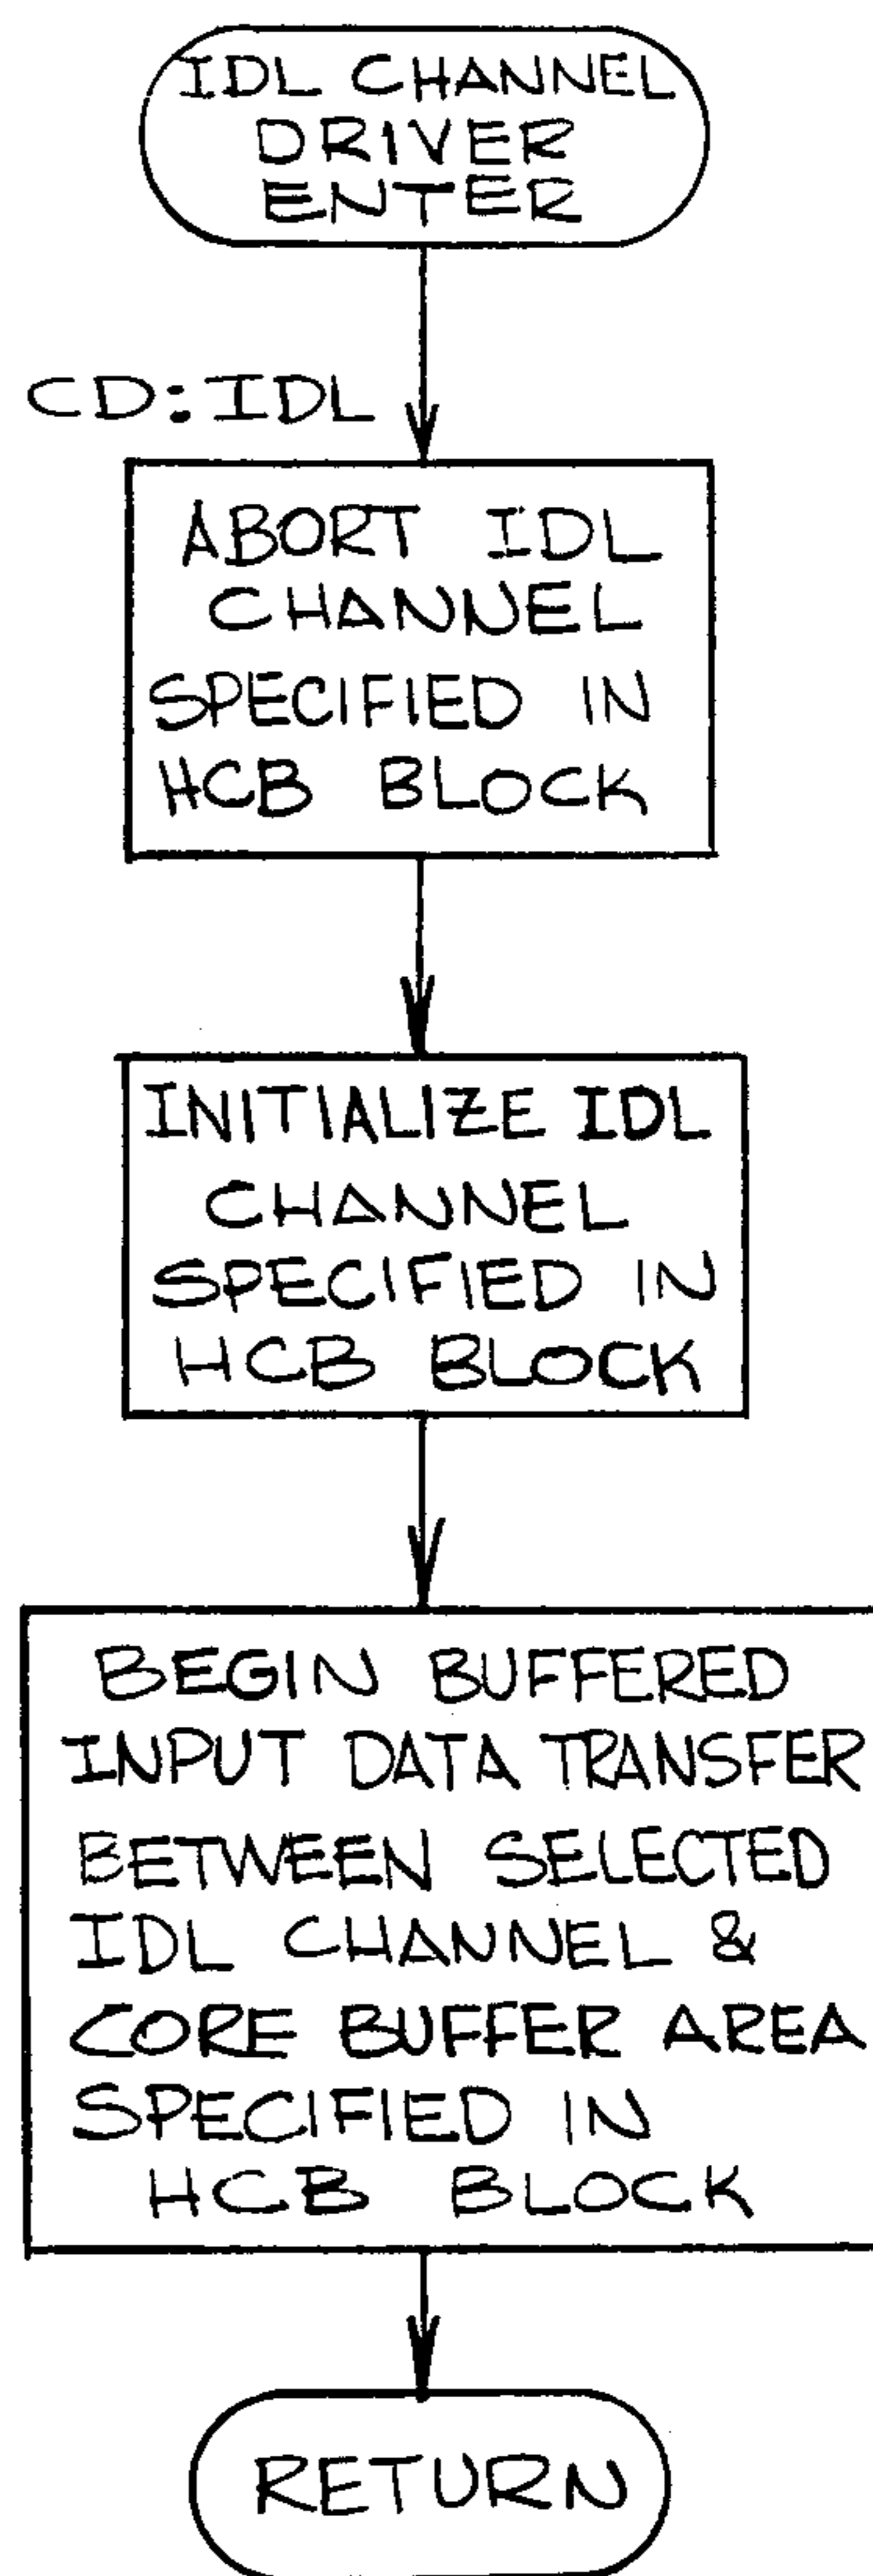 IDL CHANNEL
DRIVER
ENTER
CD:IDL
ABORT IDL
CHANNEL
SPECIFIED IN
HCB BLOCK
INITIALIZE IDL
CHANNEL
SPECIFIED IN
HCB BLOCK
BEGIN BUFFERED
INPUT DATA TRANSFER
BETWEEN SELECTED
IDL CHANNEL &
CORE BUFFER AREA
SPECIFIED IN
HCB BLOCK
RETURN